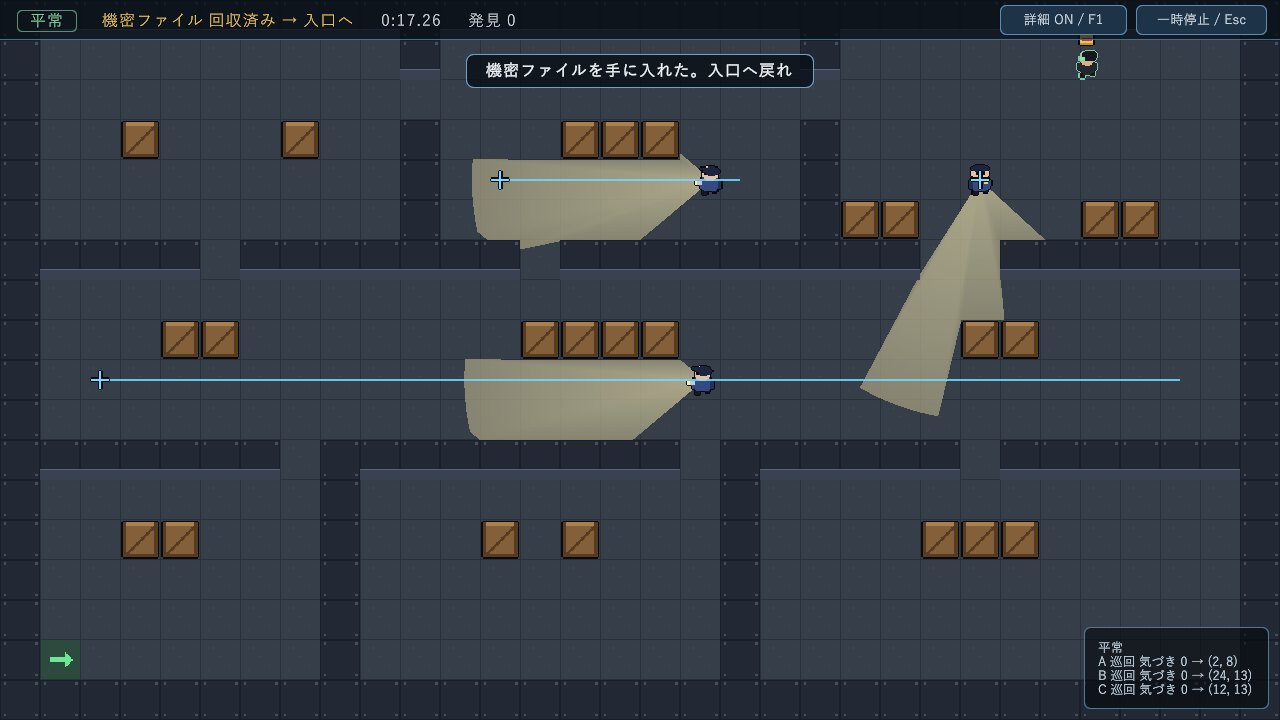 平常
機密ファイル 回収済み → 入口へ
0:17.26
発見 0
詳細 ON / F1
一時停止 / Esc
機密ファイルを手に入れた。入口へ戻れ
平常
A 巡回 気づき 0 → (2, 8)
B 巡回 気づき 0 → (24, 13)
C 巡回 気づき 0 → (12, 13)